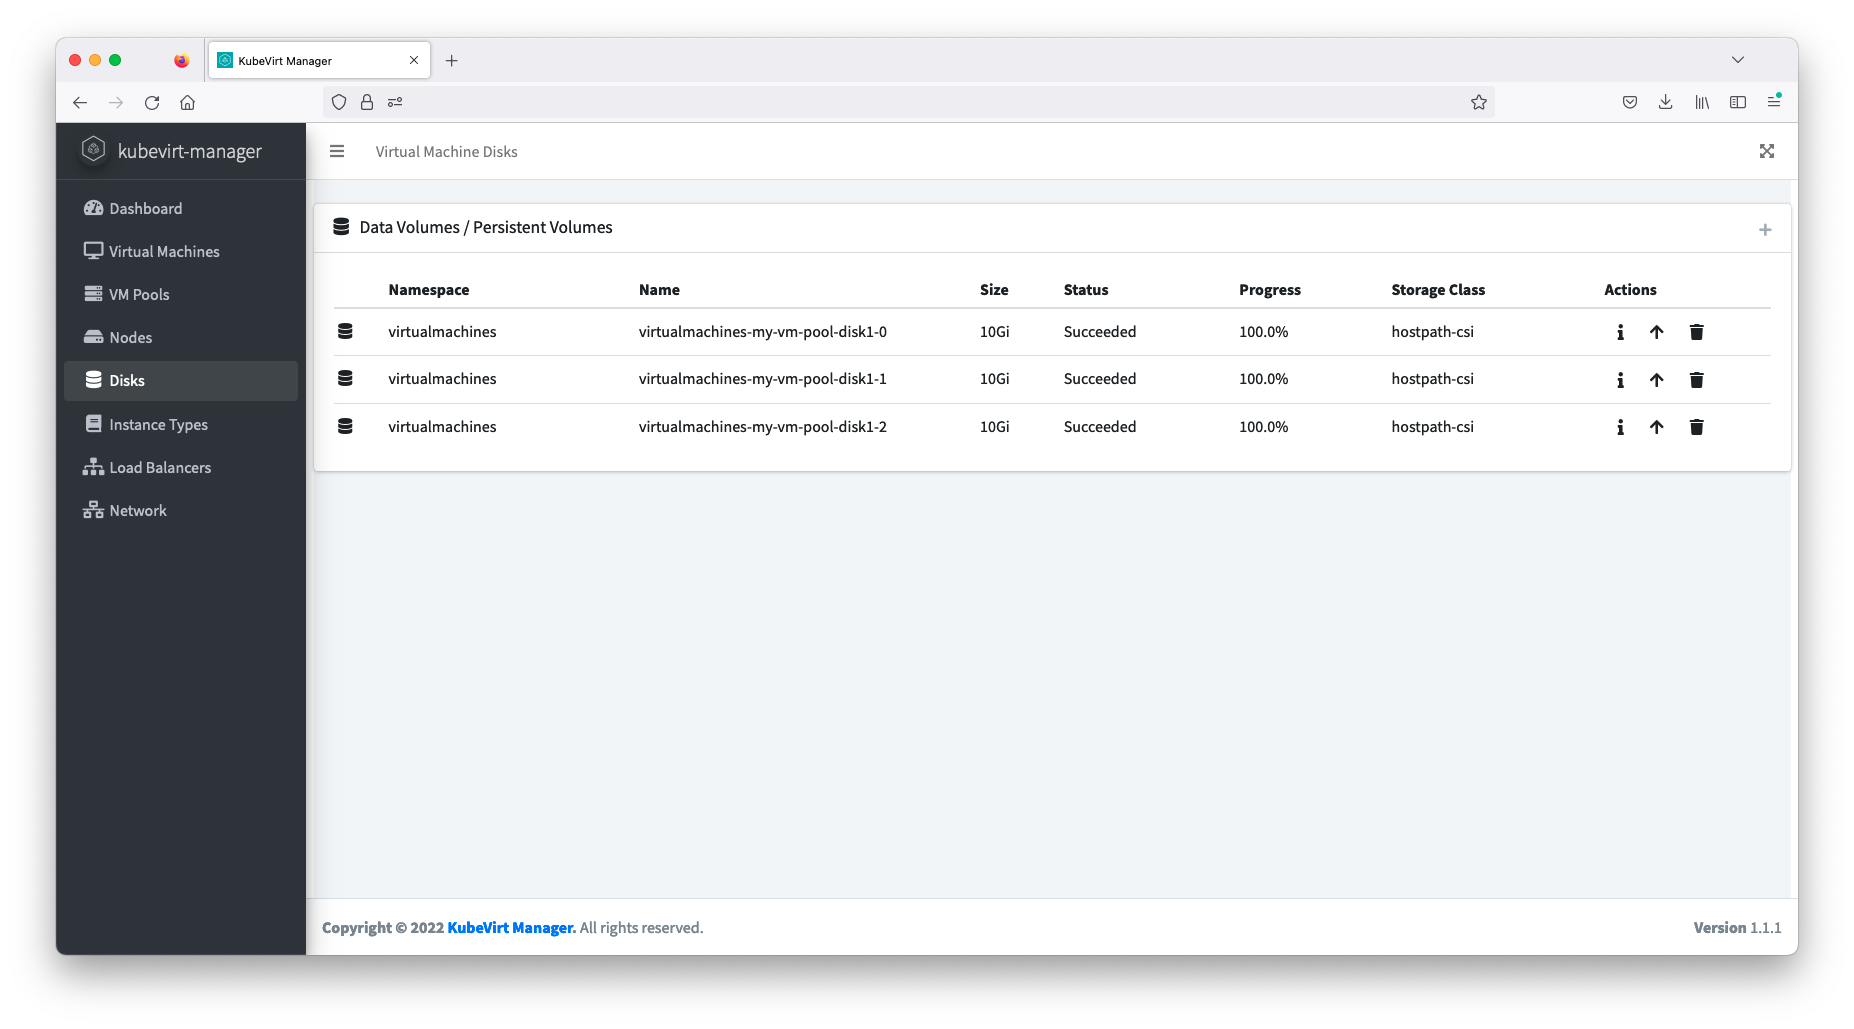 KubeVirt Manager
kubevirt-manager
Virtual Machine Disks
Dashboard
Virtual Machines
VM Pools
Nodes
Disks
Instance Types
Load Balancers
Network
Data Volumes / Persistent Volumes
Namespace Name Size Status Progress Storage Class Actions
virtualmachines virtualmachines-my-vm-pool-disk1-0 10Gi Succeeded 100.0% hostpath-csi
virtualmachines virtualmachines-my-vm-pool-disk1-1 10Gi Succeeded 100.0% hostpath-csi
virtualmachines virtualmachines-my-vm-pool-disk1-2 10Gi Succeeded 100.0% hostpath-csi
Copyright © 2022 KubeVirt Manager. All rights reserved.
Version 1.1.1